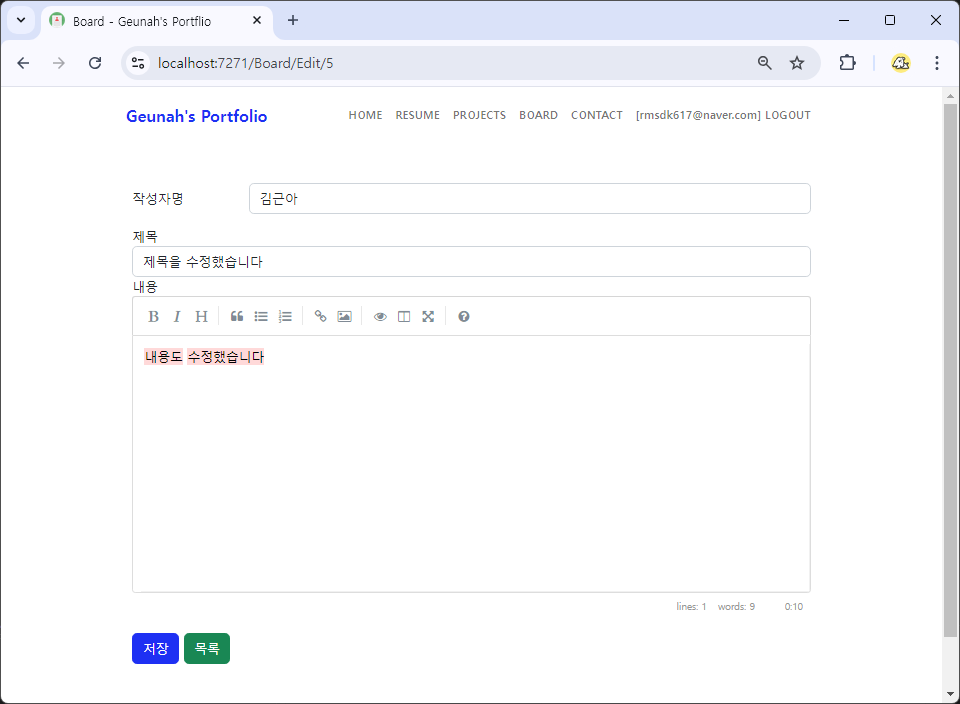 Board - Geunah's Portflio
localhost:7271/Board/Edit/5
Geunah's Portfolio HOME RESUME PROJECTS BOARD CONTACT [rmsdk617@naver.com] LOGOUT
작성자명 김근아
제목
제목을 수정했습니다
내용
B I H
내용도 수정했습니다
lines: 1 words: 9 0:10
저장 목록